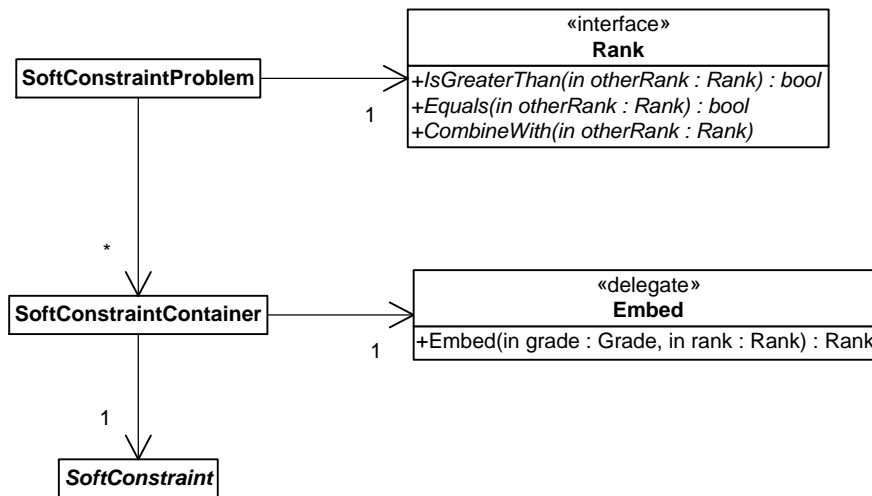 «interface»
Rank
SoftConstraintProblem
+IsGreaterThan(in otherRank : Rank) : bool
+Equals(in otherRank : Rank) : bool
+CombineWith(in otherRank : Rank)
1
*
«delegate»
Embed
SoftConstraintContainer
+Embed(in grade : Grade, in rank : Rank) : Rank
1
1
SoftConstraint